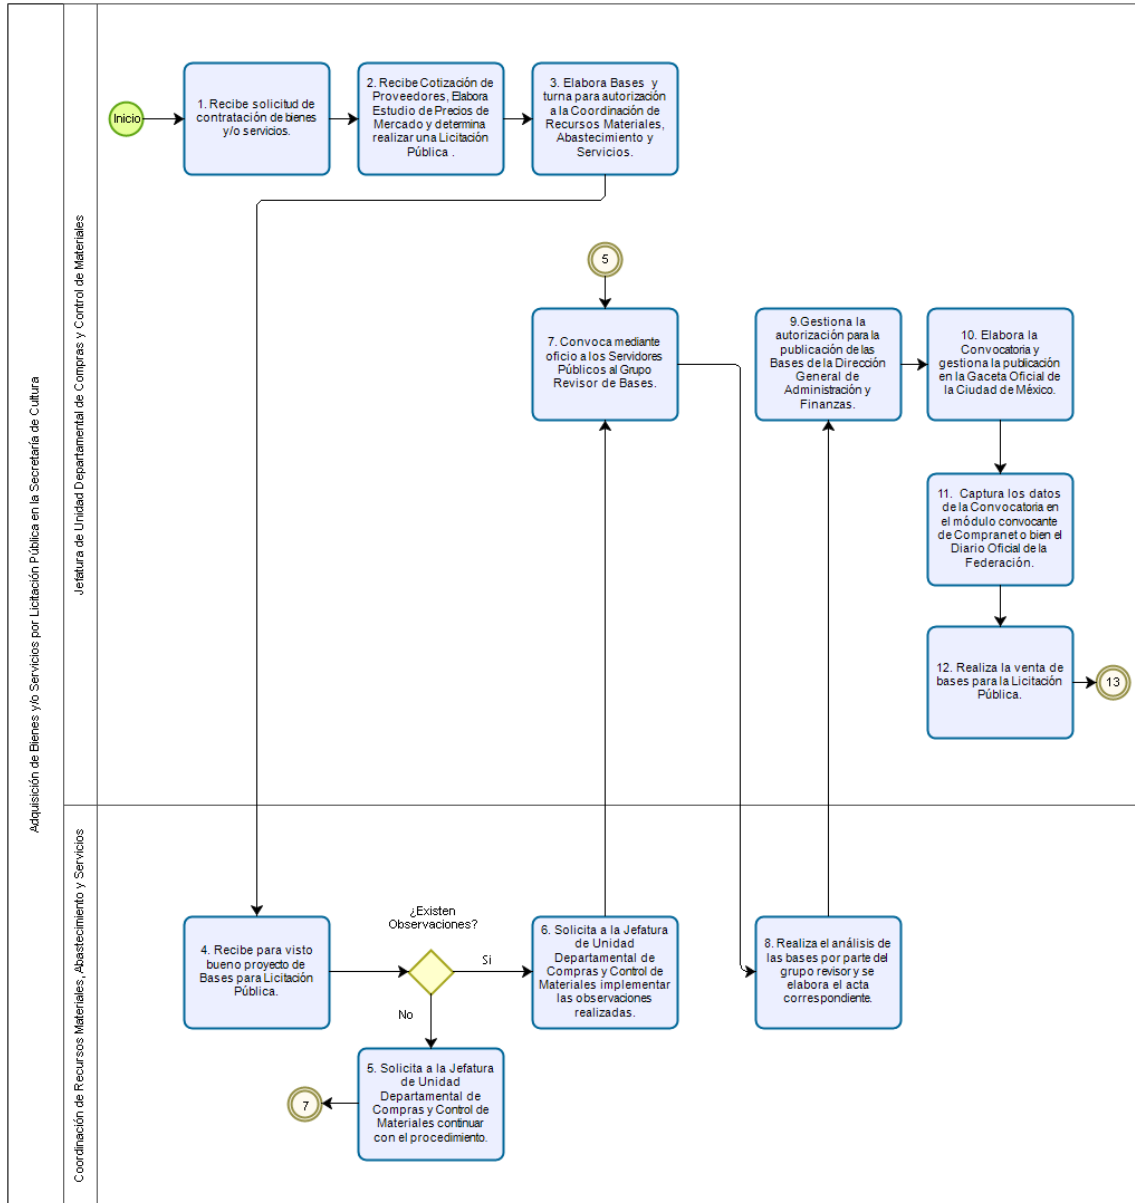 Adquisición de Bienes y/o Servicios por Licitación Pública en la Secretaría de Cultura
Jefatura de Unidad Departamental de Compras y Control de Materiales
Inicio
1. Recibe solicitud de
contratación de bienes
y/o servicios.
2. Recibe Cotización de
Proveedores, Elabora
Estudio de Precios de
Mercado y determina
realizar una Licitación
Pública .
3. Elabora Bases y
turna para autorización
a la Coordinación de
Recursos Materiales,
Abastecimiento y
Servicios.
5
7. Convoca mediante
oficio a los Servidores
Públicos al Grupo
Revisor de Bases.
9.Gestiona la
autorización para la
publicación de las
Bases de la Dirección
General de
Administración y
Finanzas.
10. Elabora la
Convocatoria y
gestiona la publicación
en la Gaceta Oficial de
la Ciudad de México.
11. Captura los datos
de la Convocatoria en
el módulo convocante
de Compranet o bien el
Diario Oficial de la
Federación.
12. Realiza la venta de
bases para la Licitación
Pública.
13
Coordinación de Recursos Materiales, Abastecimiento y Servicios
4. Recibe para visto
bueno proyecto de
Bases para Licitación
Pública.
¿Existen
Observaciones?
Si
No
6. Solicita a la Jefatura
de Unidad
Departamental de
Compras y Control de
Materiales implementar
las observaciones
realizadas.
8. Realiza el análisis de
las bases por parte del
grupo revisor y se
elabora el acta
correspondiente.
5. Solicita a la Jefatura
de Unidad
Departamental de
Compras y Control de
Materiales continuar
con el procedimiento.
7